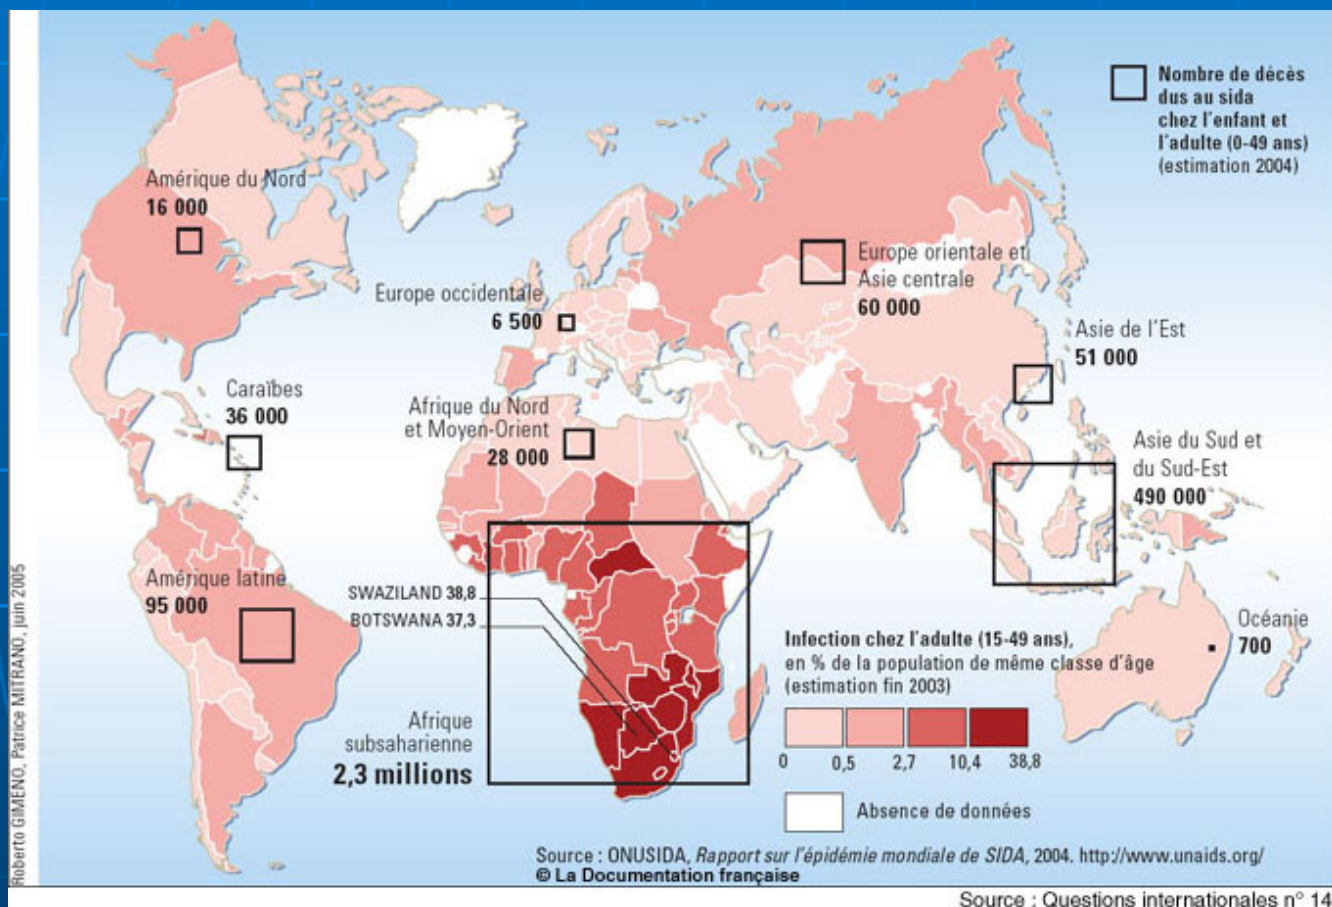 Nombre de décès
dus au sida
chez l'enfant et
l'adulte (0-49 ans)
(estimation 2004)
Amérique du Nord
16 000
Europe occidentale
6 500
Europe orientale et
Asie centrale
60 000
Asie de l'Est
51 000
Caraïbes
36 000
Afrique du Nord
et Moyen-Orient
28 000
Asie du Sud et
du Sud-Est
490 000
Amérique latine
95 000
SWAZILAND 38,8
BOTSWANA 37,3
Afrique
subsaharienne
2,3 millions
Océanie
700
Infection chez l'adulte (15-49 ans),
en % de la population de même classe d'âge
(estimation fin 2003)
0 0,5 2,7 10,4 38,8
Absence de données
Roberto GIMENO, Patrice MITRANO, juin 2005
Source : ONUSIDA, Rapport sur l'épidémie mondiale de SIDA, 2004. http://www.unaids.org/
© La Documentation française
Source : Questions internationales n° 14